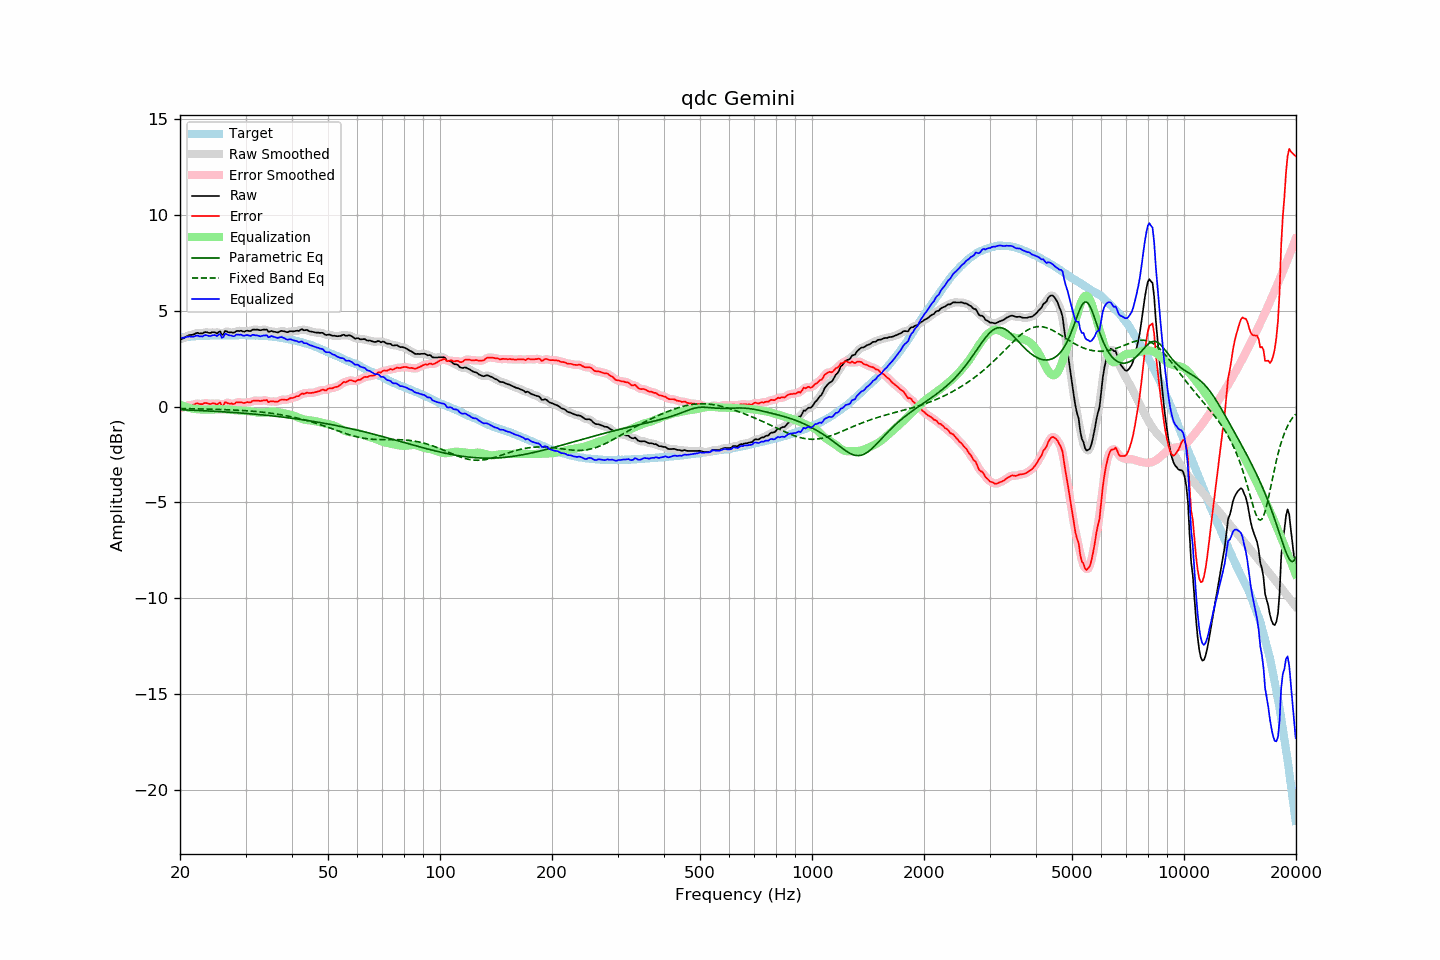 qdc Gemini
15
10
5
0
−5
−10
−15
−20
Amplitude (dBr)
Target
Raw Smoothed
Error Smoothed
Raw
Error
Equalization
Parametric Eq
Fixed Band Eq
Equalized
20 50 100 200 500 1000 2000 5000 10000 20000
Frequency (Hz)